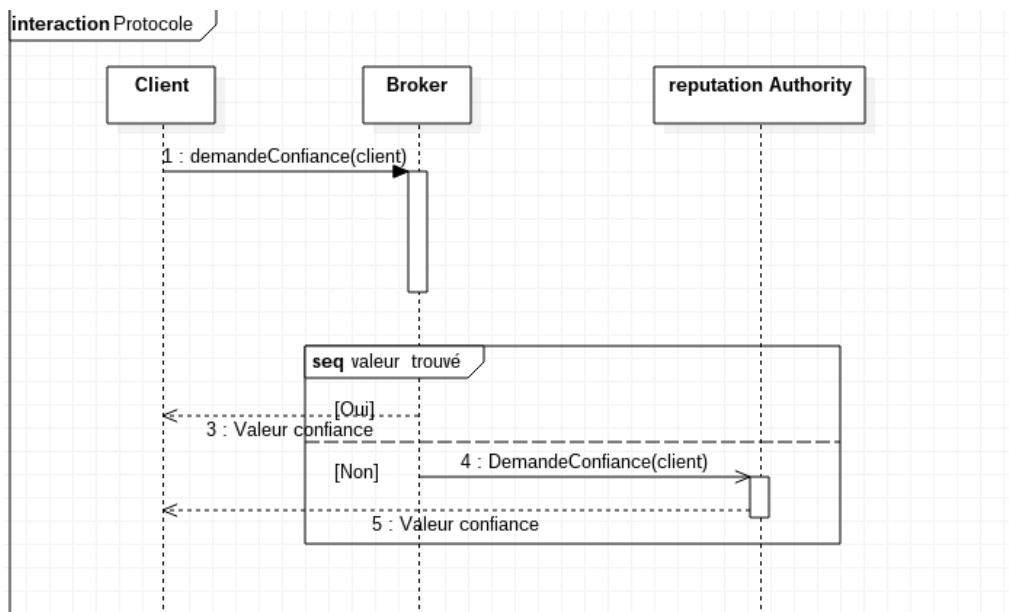 interaction Protocole
Client
Broker
reputation Authority
1 : demandeConfiance(client)
seq valeur trouvé
[Oui]
3 : Valeur confiance
[Non]
4 : DemandeConfiance(client)
5 : Valeur confiance